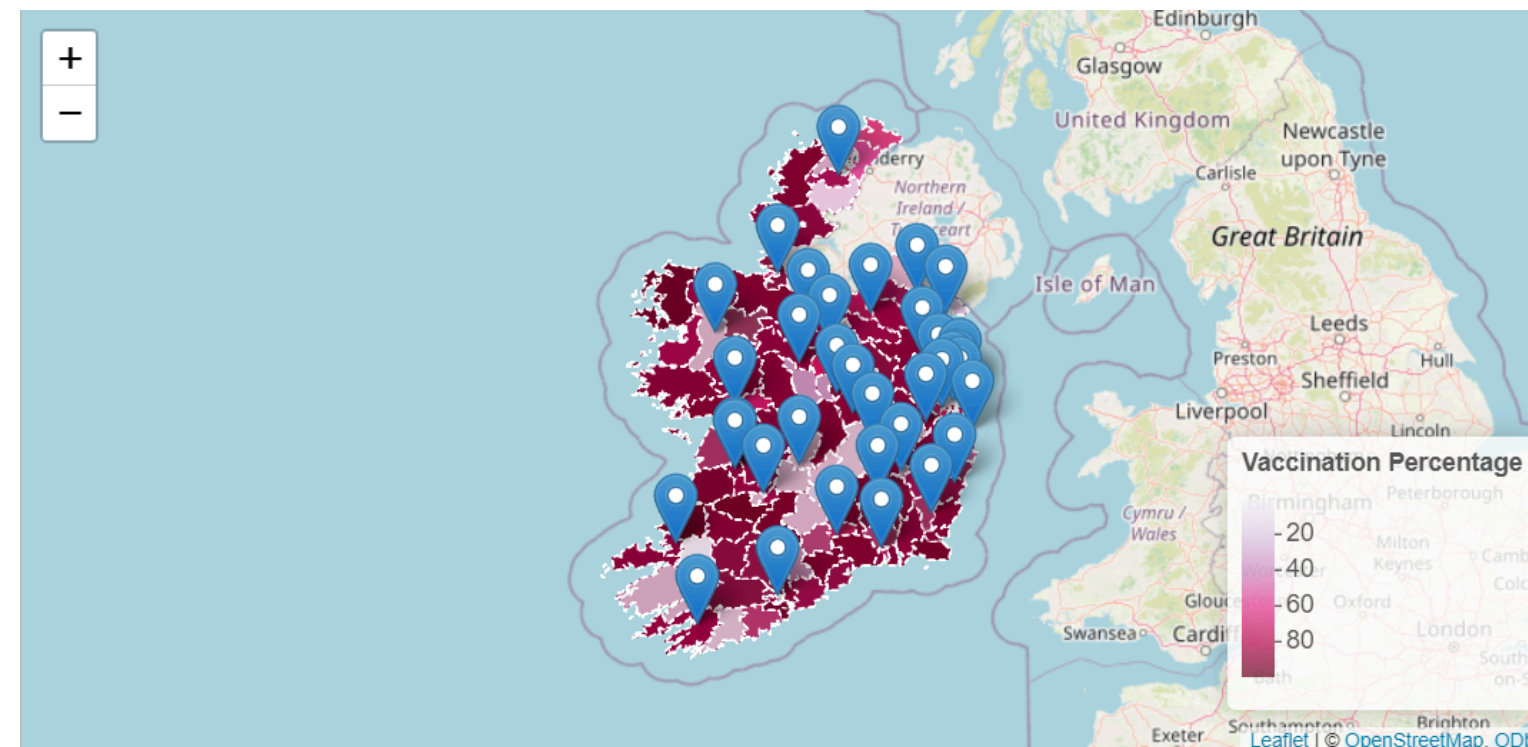 +
−
Edinburgh
Glasgow
United Kingdom
Newcastle
upon Tyne
Carlisle
Northern
Ireland /
Great Britain
Isle of Man
Leeds
Preston
Hull
Sheffield
Liverpool
Lincoln
Vaccination Percentage
Birmingham
Peterborough
20
40
60
80
Cymru /
Wales
Milton
Keynes
Oxford
London
Swansea
Exeter
Southampton
Brighton
Leaflet | © OpenStreetMap,